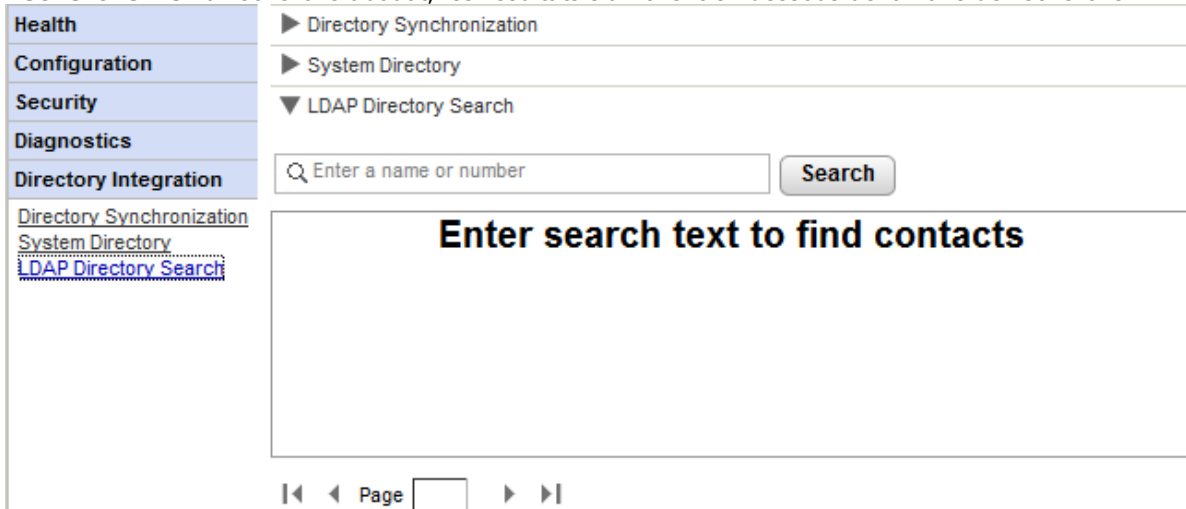 Health
Configuration
Security
Diagnostics
Directory Integration
Directory Synchronization
System Directory
LDAP Directory Search
Directory Synchronization
System Directory
LDAP Directory Search
Enter a name or number
Search
Enter search text to find contacts
Page